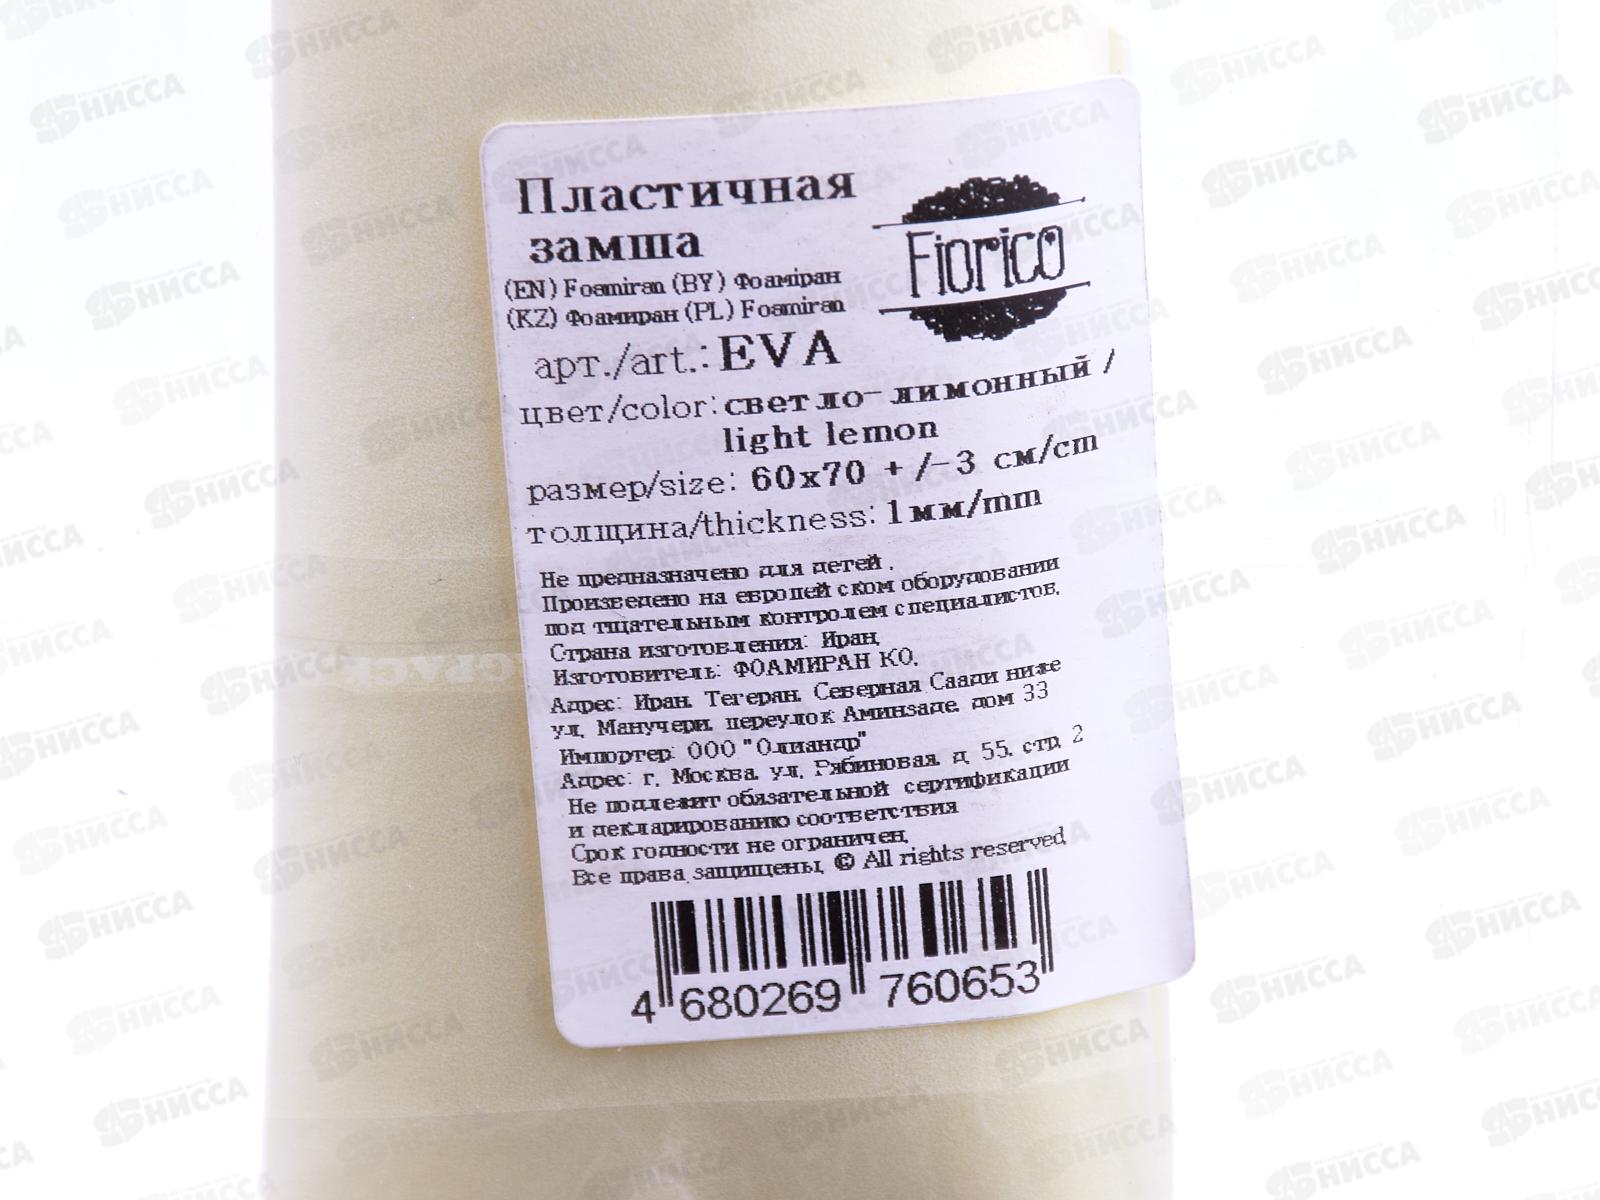 Пластичная
замша
Fiorico
(EN) Foamiran (BY) Фоаміран
(KZ) Фоамиран (PL) Foamiran
арт./art.: EVA
цвет/color: светло-лимонный /
light lemon
размер/size: 60x70 +/-3 см/cm
толщина/thickness: 1мм/mm
Не предназначено для детей.
Произведено на европейском оборудовании
под тщательным контролем специалистов.
Страна изготовления: Иран.
Изготовитель: ФОАМИРАН КО.
Адрес: Иран. Тегеран. Северная Саади ниже
ул. Манучери. переулок Аминзаде. дом 33
Импортер: ООО "Олиандр"
Адрес: г. Москва. ул. Рябиновая. д. 55. стр. 2
Не подлежит обязательной сертификации
и декларированию соответствия
Срок годности не ограничен.
Все права защищены. © All rights reserved
4 680269 760653
НИССА